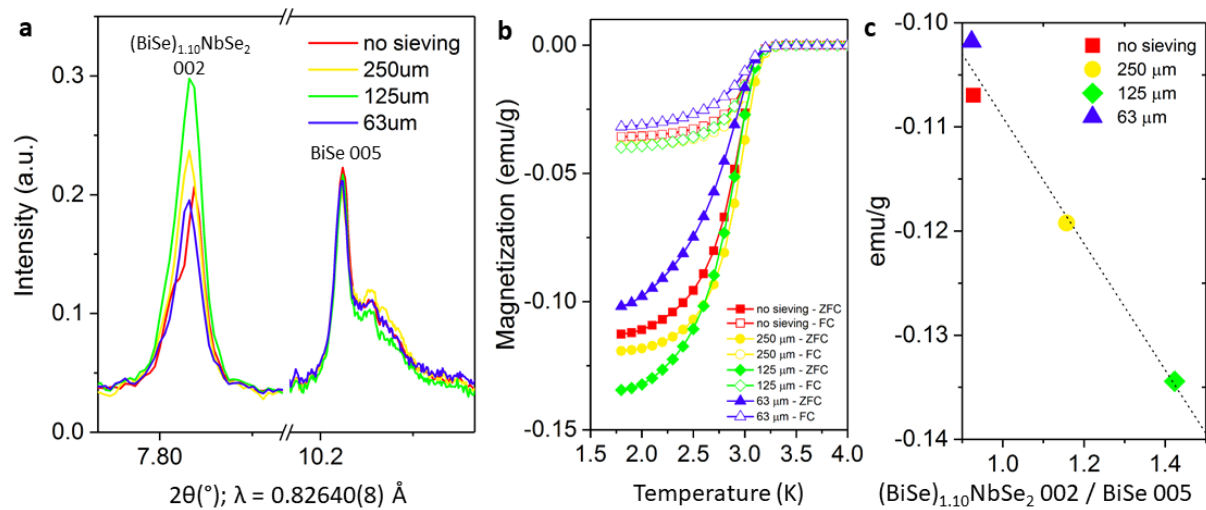 a
(BiSe)1.10NbSe2
002
no sieving
250um
125um
63um
BiSe 005
Intensity (a.u.)
0.3
0.2
0.1
0.0
7.80
10.2
2θ(°); λ = 0.82640(8) Å
b
Magnetization (emu/g)
0.00
-0.05
-0.10
-0.15
no sieving - ZFC
no sieving - FC
250 μm - ZFC
250 μm - FC
125 μm - ZFC
125 μm - FC
63 μm - ZFC
63 μm - FC
1.5 2.0 2.5 3.0 3.5 4.0
Temperature (K)
c
emu/g
-0.10
-0.11
-0.12
-0.13
-0.14
no sieving
250 μm
125 μm
63 μm
1.0 1.2 1.4
(BiSe)1.10NbSe2 002 / BiSe 005